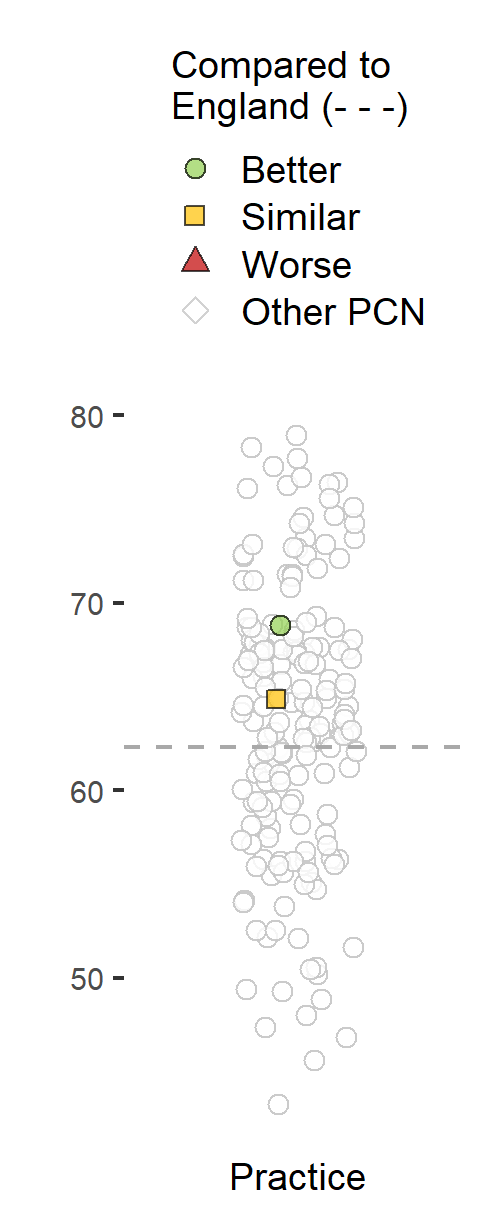 Compared to
England (- - -)
Better
Similar
Worse
Other PCN
80
70
60
50
Practice